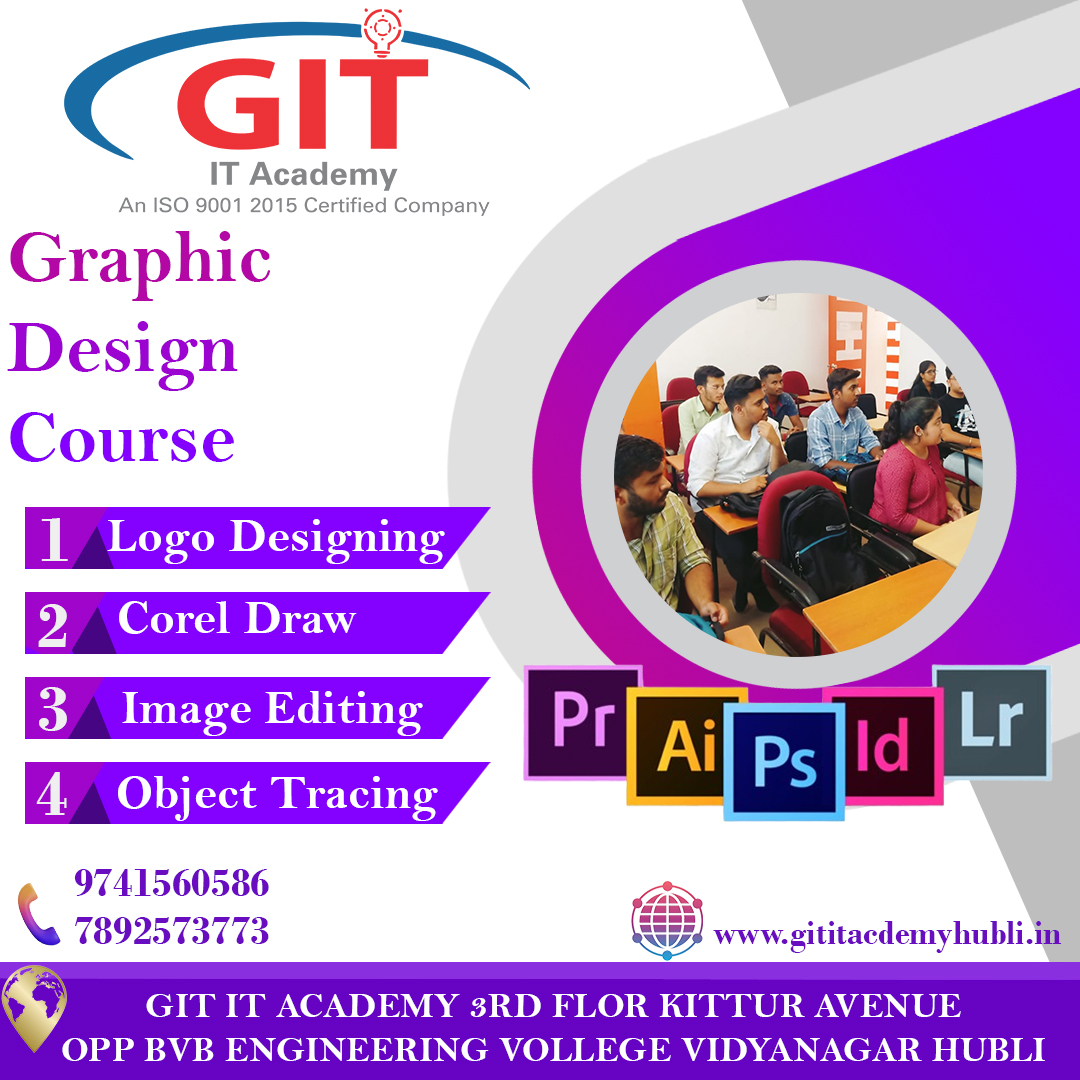 GIT
IT Academy
An ISO 9001 2015 Certified Company
Graphic
Design
Course
1 Logo Designing
2 Corel Draw
3 Image Editing
4 Object Tracing
Pr Ai Ps Id Lr
9741560586
7892573773
www.gititacdemyhubli.in
GIT IT ACADEMY 3RD FLOR KITTUR AVENUE
OPP BVB ENGINEERING VOLLEGE VIDYANAGAR HUBLI